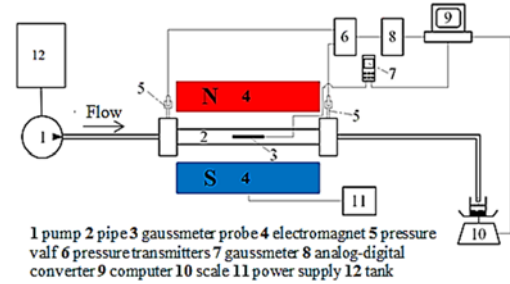 9
6
8
12
5
7
N 4
5
Flow
1
2
3
S 4
11
10
1 pump 2 pipe 3 gaussmeter probe 4 electromagnet 5 pressure
valf 6 pressure transmitters 7 gaussmeter 8 analog-digital
converter 9 computer 10 scale 11 power supply 12 tank